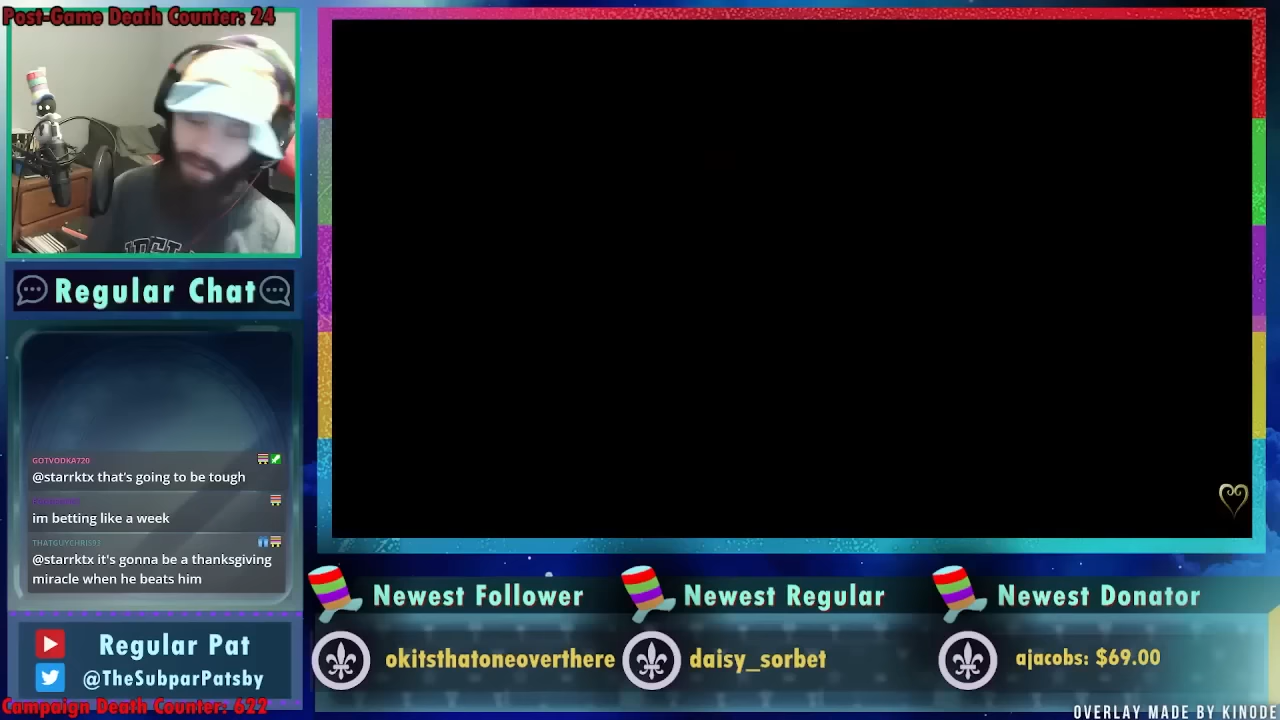 Post-Game Death Counter: 24
Regular Chat
GOTVODKA720
@starrktx that's going to be tough
im betting like a week
THATGUYCHRIS93
@starrktx it's gonna be a thanksgiving
miracle when he beats him
Regular Pat
@TheSubparPatsby
Campaign Death Counter: 622
Newest Follower
okitsthatoneoverthere
Newest Regular
daisy_sorbet
Newest Donator
ajacobs: $69.00
OVERLAY MADE BY KINODE